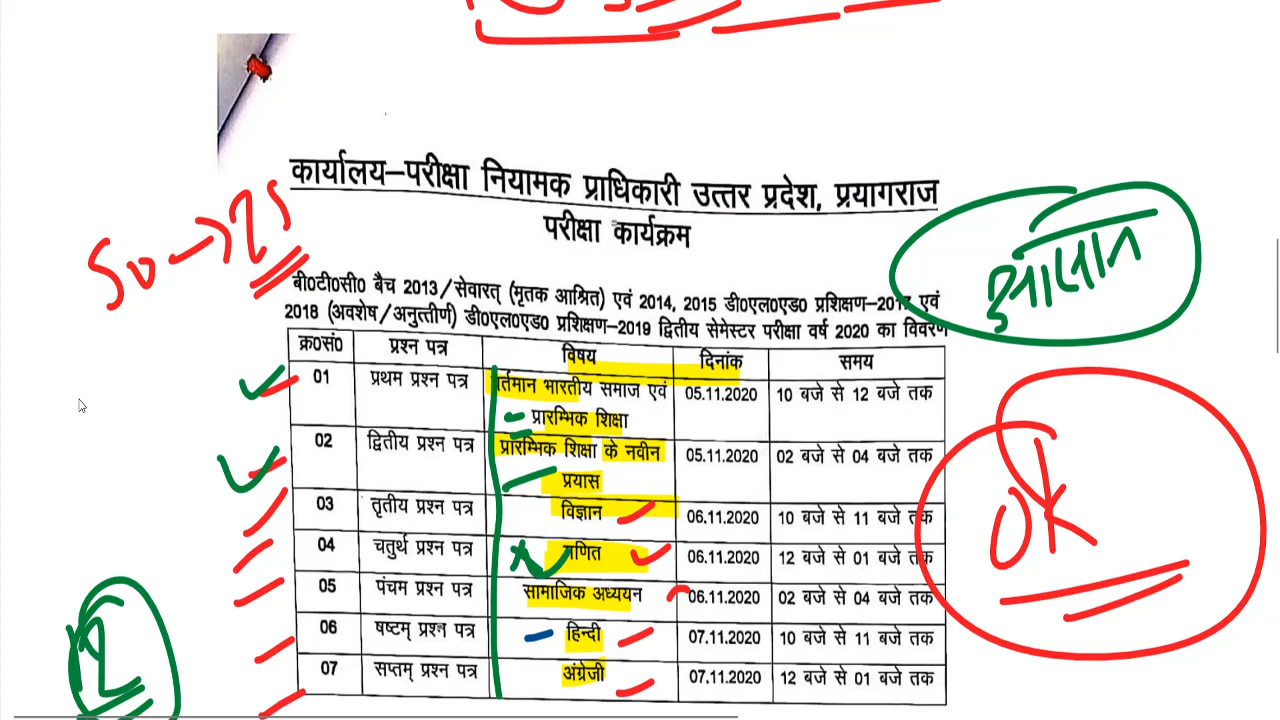 कार्यालय–परीक्षा नियामक प्राधिकारी उत्तर प्रदेश, प्रयागराज
परीक्षा कार्यक्रम
50 → 25
आसान
बी0टी0सी0 बैच 2013/सेवारत् (मृतक आश्रित) एवं 2014, 2015 डी0एल0एड0 प्रशिक्षण–2017 एवं
2018 (अवशेष/अनुत्तीर्ण) डी0एल0एड0 प्रशिक्षण–2019 द्वितीय सेमेस्टर परीक्षा वर्ष 2020 का विवरण
क्र0सं0 प्रश्न पत्र विषय दिनांक समय
01 प्रथम प्रश्न पत्र वर्तमान भारतीय समाज एवं 05.11.2020 10 बजे से 12 बजे तक
प्रारम्भिक शिक्षा
02 द्वितीय प्रश्न पत्र प्रारम्भिक शिक्षा के नवीन 05.11.2020 02 बजे से 04 बजे तक
प्रयास
03 तृतीय प्रश्न पत्र विज्ञान 06.11.2020 10 बजे से 11 बजे तक
ok
04 चतुर्थ प्रश्न पत्र गणित 06.11.2020 12 बजे से 01 बजे तक
05 पंचम प्रश्न पत्र सामाजिक अध्ययन 06.11.2020 02 बजे से 04 बजे तक
06 षष्टम् प्रश्न पत्र हिन्दी 07.11.2020 10 बजे से 11 बजे तक
07 सप्तम् प्रश्न पत्र अंग्रेजी 07.11.2020 12 बजे से 01 बजे तक